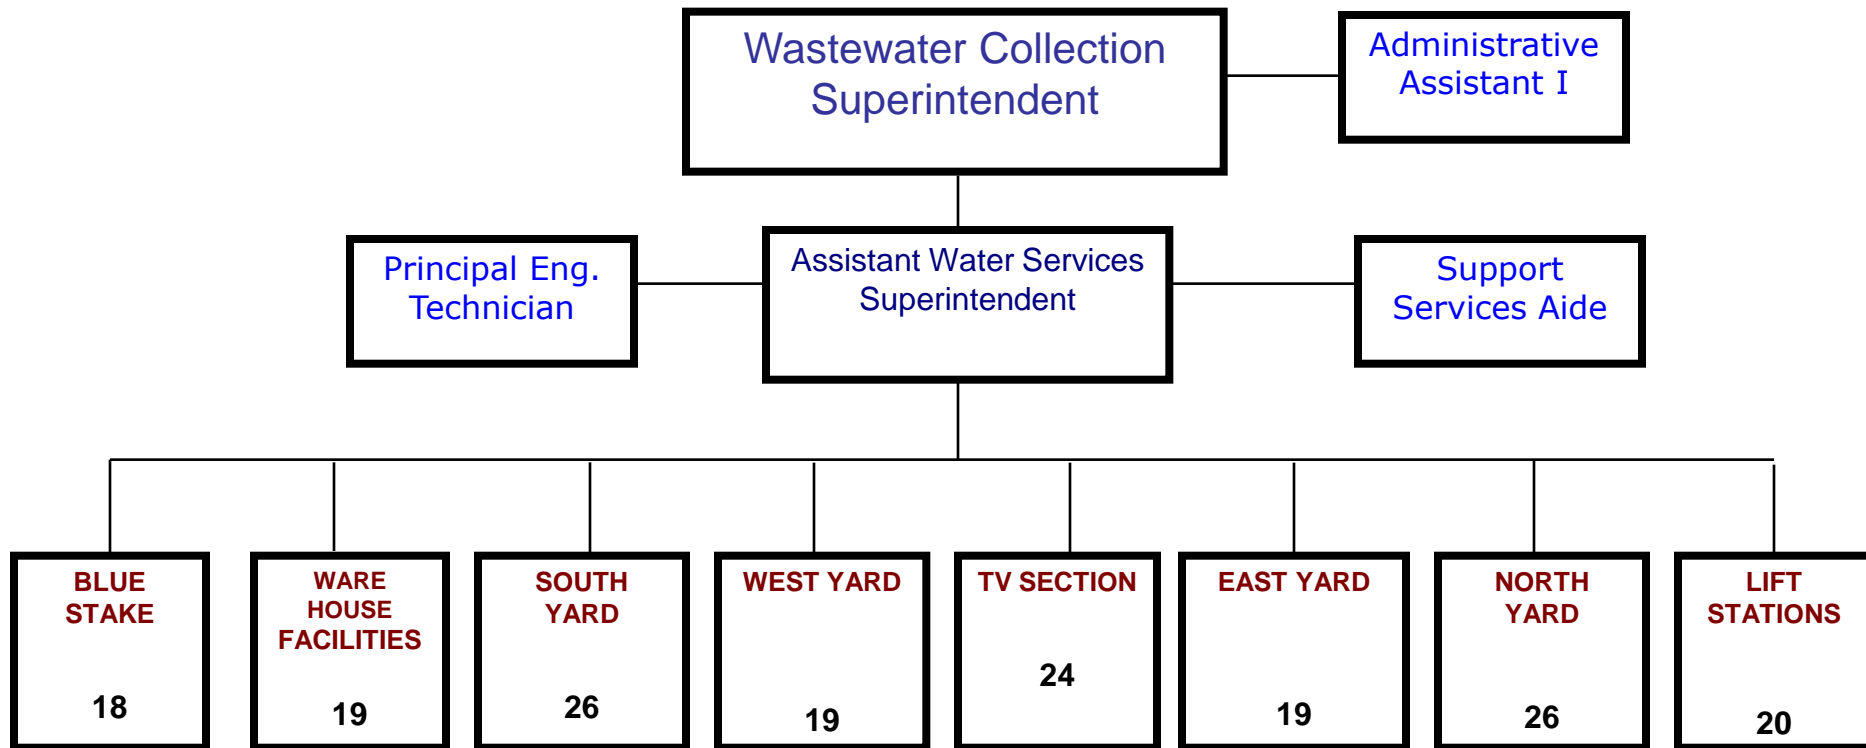 Wastewater Collection
Superintendent
Administrative
Assistant I
Principal Eng.
Technician
Assistant Water Services
Superintendent
Support
Services Aide
BLUE
STAKE
18
WARE
HOUSE
FACILITIES
19
SOUTH
YARD
26
WEST YARD
19
TV SECTION
24
EAST YARD
19
NORTH
YARD
26
LIFT
STATIONS
20